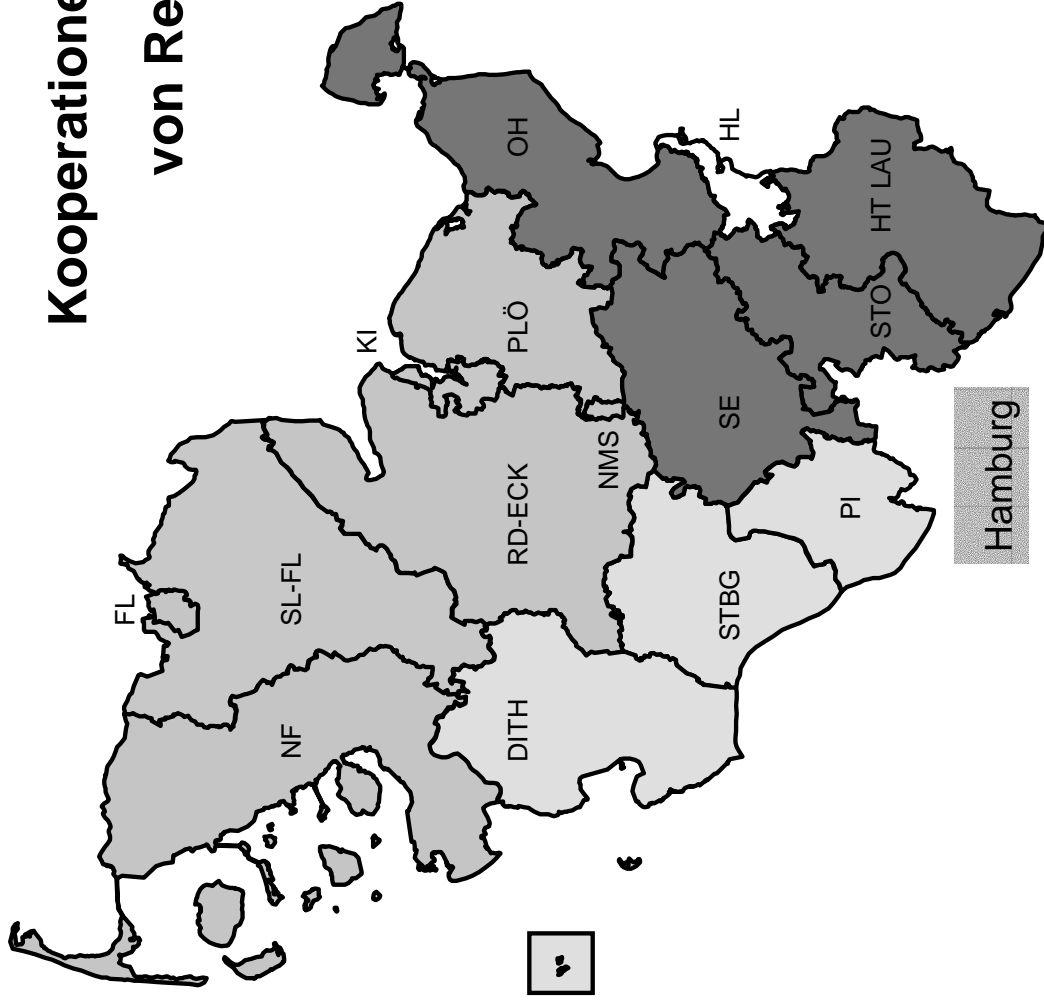 Kooperatione
von Re
FL
NF
SL-FL
KI
DITH
RD-ECK
PLÖ
OH
NMS
STBG
SE
HL
PI
STO
HT LAU
Hamburg